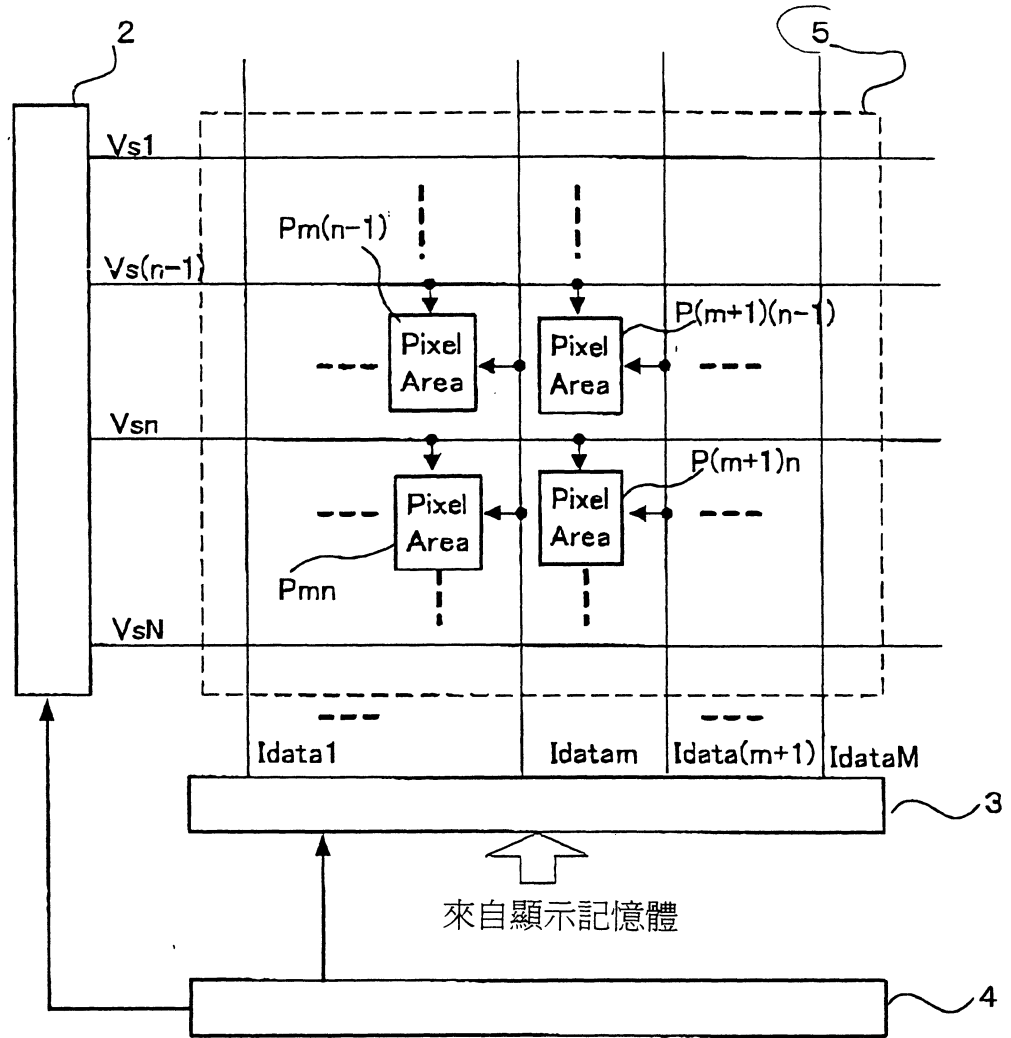 2
5
Vs1
Pm(n-1)
Vs(n-1)
P(m+1)(n-1)
Pixel
Area
Pixel
Area
Vsn
P(m+1)n
Pixel
Area
Pixel
Area
Pmn
VsN
Idata1
Idatam
Idata(m+1)
IdataM
3
來自顯示記憶體
4